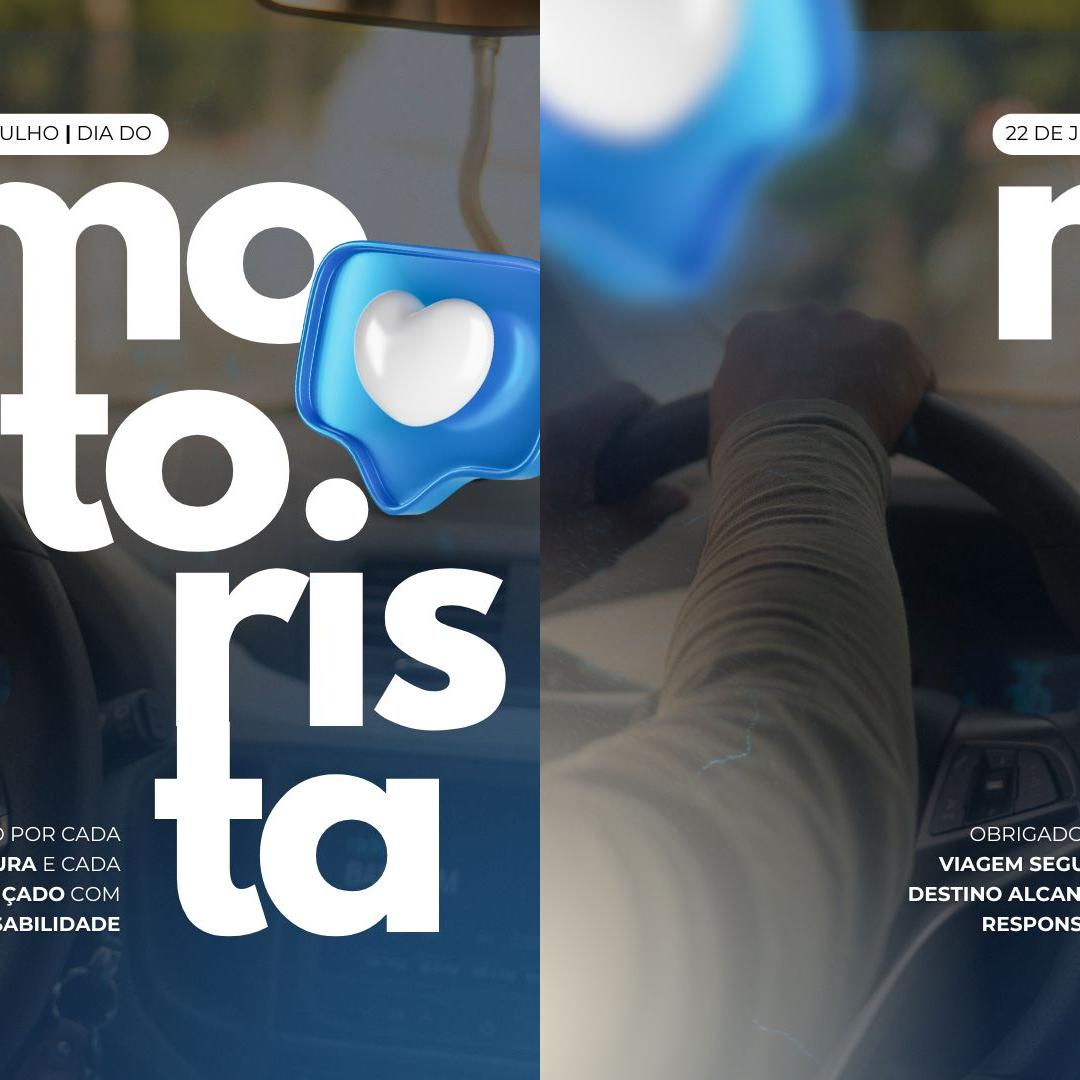 ULHO | DIA DO
mo
to.
ris
ta
O POR CADA
URA E CADA
ÇADO COM
SABILIDADE
22 DE J
OBRIGADO
VIAGEM SEGU
DESTINO ALCAN
RESPONS